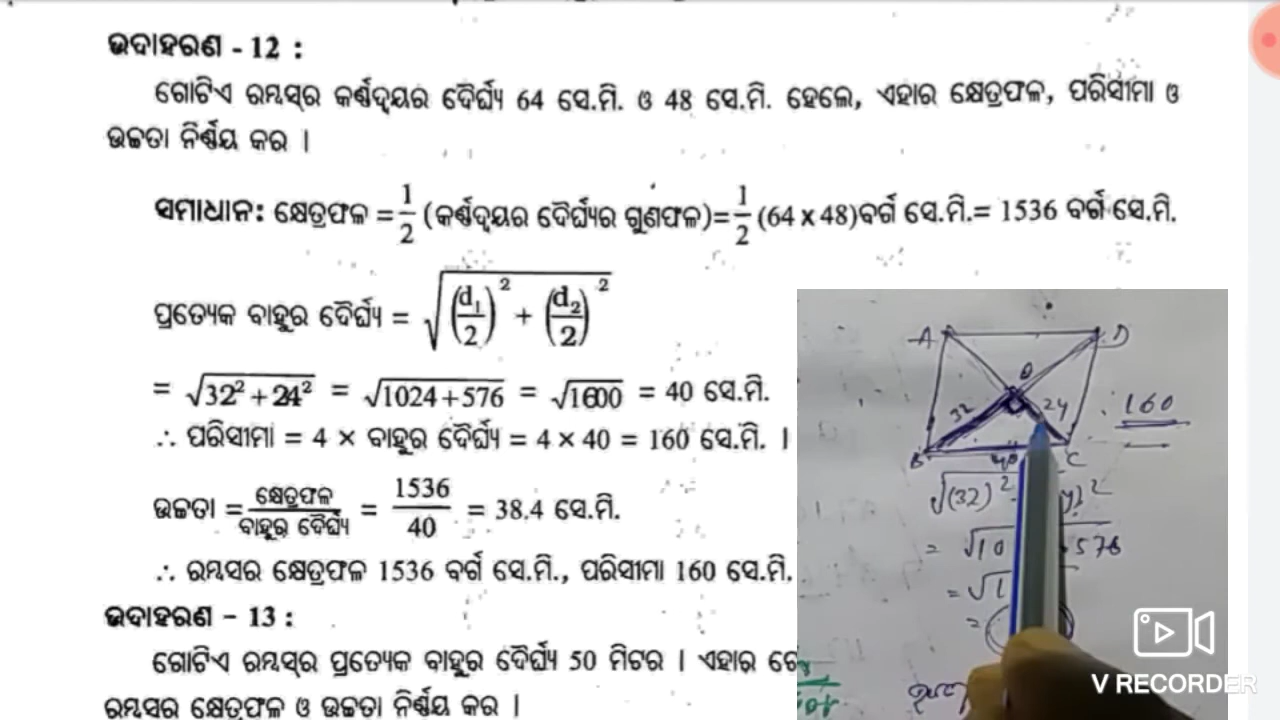 ଉଦାହରଣ - 12 :
ଗୋଟିଏ ରମ୍ବସ୍‌ର କର୍ଣ୍ଣଦ୍ୱୟର ଦୈର୍ଘ୍ୟ 64 ସେ.ମି. ଓ 48 ସେ.ମି. ହେଲେ, ଏହାର କ୍ଷେତ୍ରଫଳ, ପରିସୀମା ଓ
ଉଚ୍ଚତା ନିର୍ଣ୍ଣୟ କର ।
ସମାଧାନ: କ୍ଷେତ୍ରଫଳ = 1/2 (କର୍ଣ୍ଣଦ୍ୱୟର ଦୈର୍ଘ୍ୟର ଗୁଣଫଳ) = 1/2 (64 x 48) ବର୍ଗ ସେ.ମି. = 1536 ବର୍ଗ ସେ.ମି.
ପ୍ରତ୍ୟେକ ବାହୁର ଦୈର୍ଘ୍ୟ = √((d₁/2)² + (d₂/2)²)
= √(32² + 24²) = √(1024 + 576) = √1600 = 40 ସେ.ମି.
∴ ପରିସୀମା = 4 × ବାହୁର ଦୈର୍ଘ୍ୟ = 4 × 40 = 160 ସେ.ମି. ।
ଉଚ୍ଚତା = କ୍ଷେତ୍ରଫଳ/ବାହୁର ଦୈର୍ଘ୍ୟ = 1536/40 = 38.4 ସେ.ମି.
∴ ରମ୍ବସର କ୍ଷେତ୍ରଫଳ 1536 ବର୍ଗ ସେ.ମି., ପରିସୀମା 160 ସେ.ମି.
ଉଦାହରଣ - 13 :
ଗୋଟିଏ ରମ୍ବସ୍‌ର ପ୍ରତ୍ୟେକ ବାହୁର ଦୈର୍ଘ୍ୟ 50 ମିଟର । ଏହାର
ରମ୍ବସର କ୍ଷେତ୍ରଫଳ ଓ ଉଚ୍ଚତା ନିର୍ଣ୍ଣୟ କର ।
A D
O
32 24
160
B 40 C
√(32)²
576
V RECORDER